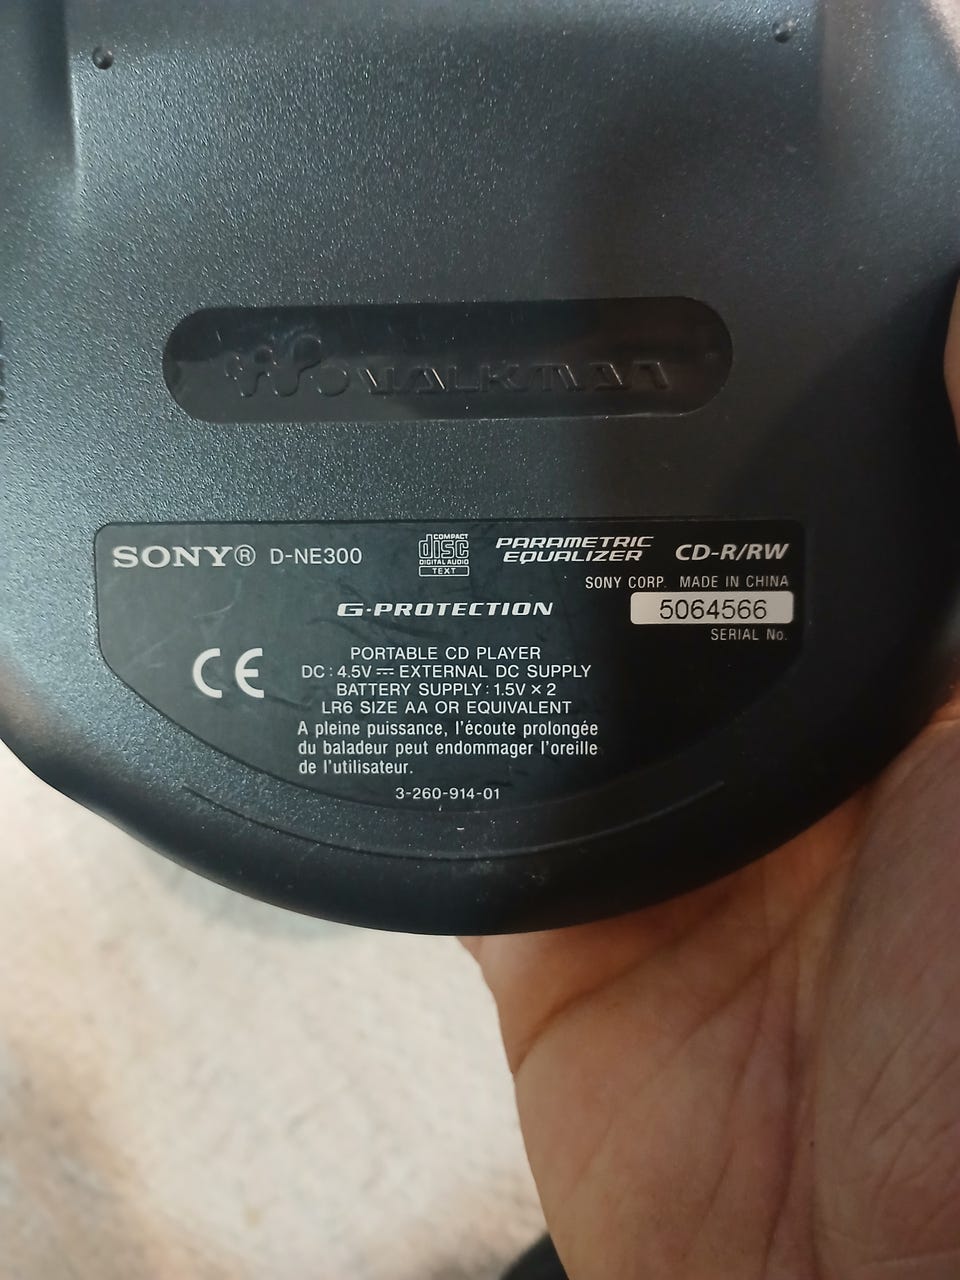 WALKMAN
SONY® D-NE300
COMPACT
disc
DIGITAL AUDIO
TEXT
PARAMETRIC
EQUALIZER
CD-R/RW
SONY CORP. MADE IN CHINA
5064566
SERIAL No.
G-PROTECTION
CE
PORTABLE CD PLAYER
DC : 4.5V ⎓ EXTERNAL DC SUPPLY
BATTERY SUPPLY : 1.5V × 2
LR6 SIZE AA OR EQUIVALENT
A pleine puissance, l'écoute prolongée
du baladeur peut endommager l'oreille
de l'utilisateur.
3-260-914-01